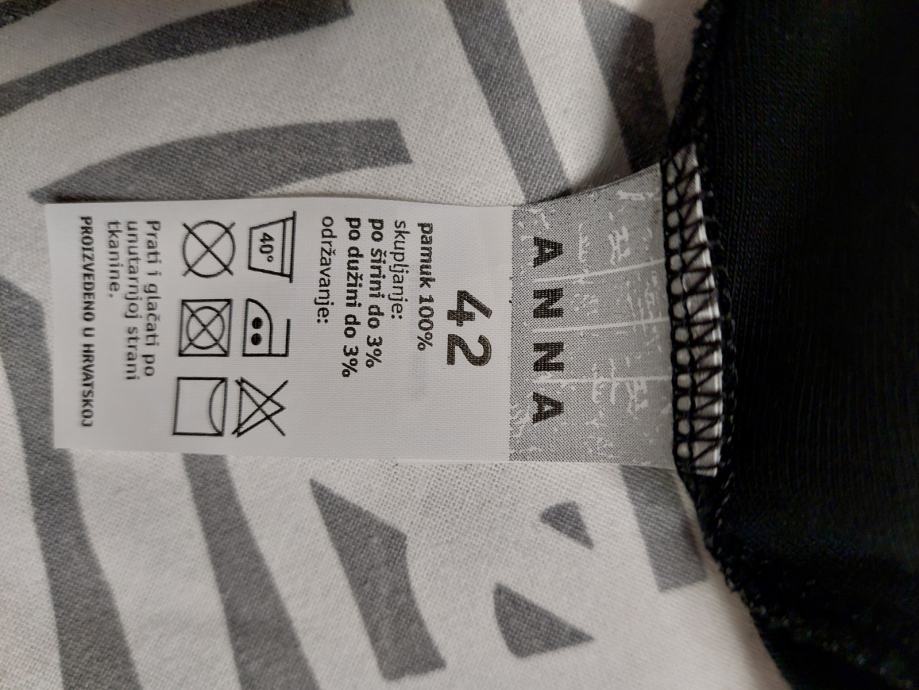 ANNA
42
pamuk 100%
skupljanje:
po širini do 3%
po dužini do 3%
održavanje:
40°
Prati i glačati po
unutarnjoj strani
tkanine.
PROIZVEDENO U HRVATSKOJ